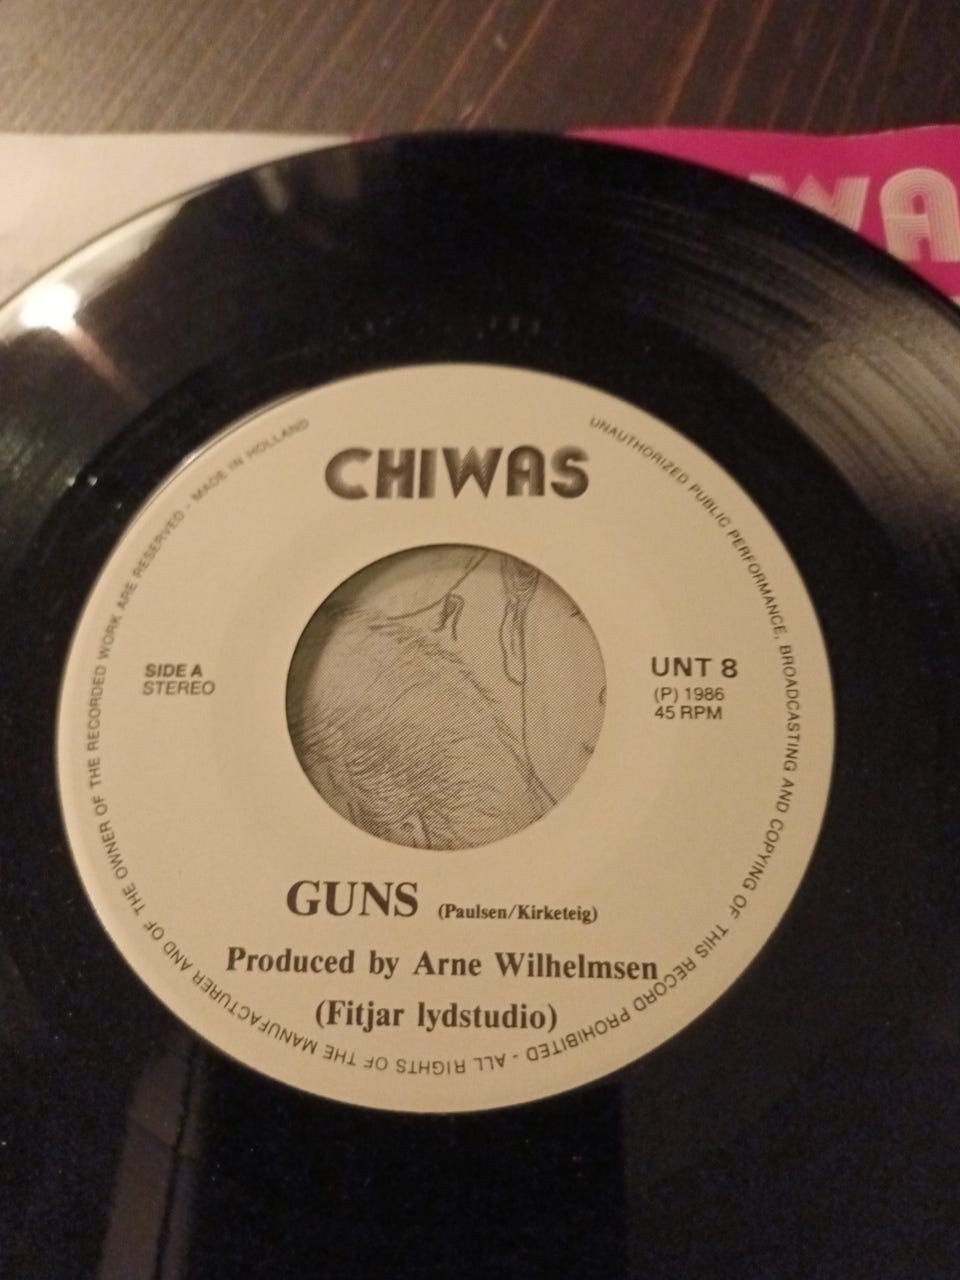 WA
CHIWAS
SIDE A
STEREO
UNT 8
(P) 1986
45 RPM
GUNS (Paulsen/Kirketeig)
Produced by Arne Wilhelmsen
(Fitjar lydstudio)
UNAUTHORIZED PUBLIC PERFORMANCE, BROADCASTING AND COPYING OF THIS RECORD PROHIBITED - ALL RIGHTS OF THE MANUFACTURER AND OF THE OWNER OF THE RECORDED WORK ARE RESERVED - MADE IN HOLLAND